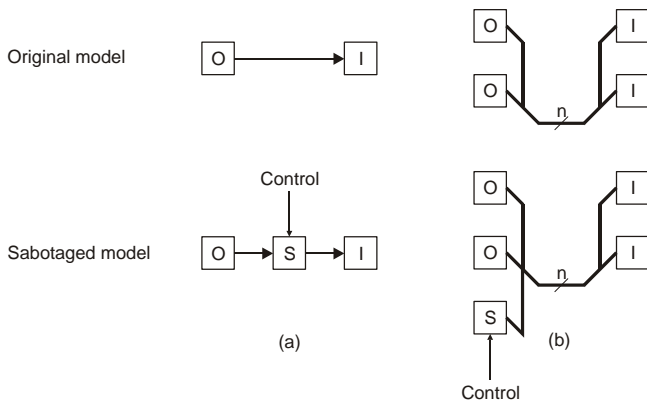 O I
Original model O I
O I
n
Control
O I
Sabotaged model O S I
O I
n
S
(a) (b)
Control